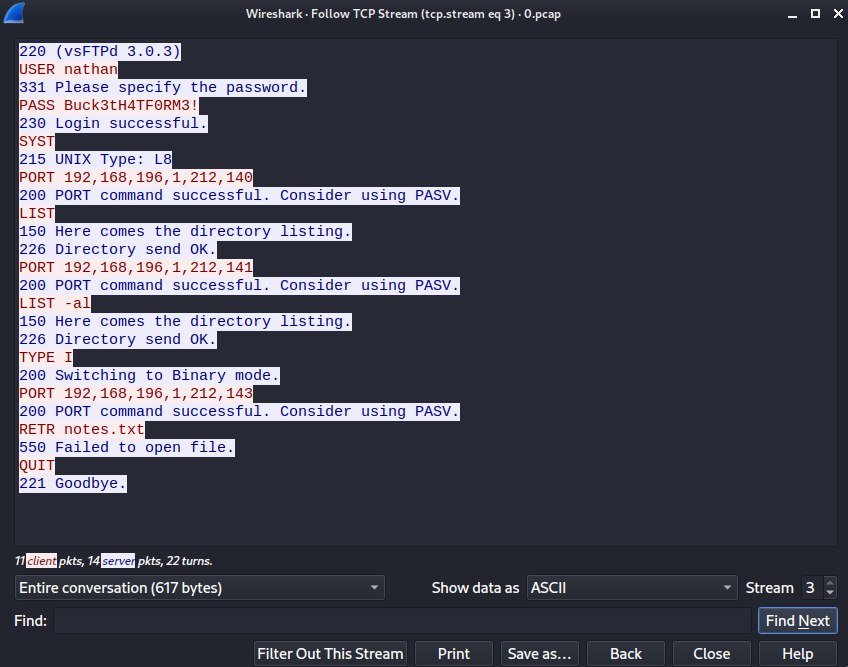 Wireshark · Follow TCP Stream (tcp.stream eq 3) · 0.pcap
220 (vsFTPd 3.0.3)
USER nathan
331 Please specify the password.
PASS Buck3tH4TF0RM3!
230 Login successful.
SYST
215 UNIX Type: L8
PORT 192,168,196,1,212,140
200 PORT command successful. Consider using PASV.
LIST
150 Here comes the directory listing.
226 Directory send OK.
PORT 192,168,196,1,212,141
200 PORT command successful. Consider using PASV.
LIST -al
150 Here comes the directory listing.
226 Directory send OK.
TYPE I
200 Switching to Binary mode.
PORT 192,168,196,1,212,143
200 PORT command successful. Consider using PASV.
RETR notes.txt
550 Failed to open file.
QUIT
221 Goodbye.
11 client pkts, 14 server pkts, 22 turns.
Entire conversation (617 bytes) Show data as ASCII Stream 3
Find: Find Next
Filter Out This Stream Print Save as… Back Close Help